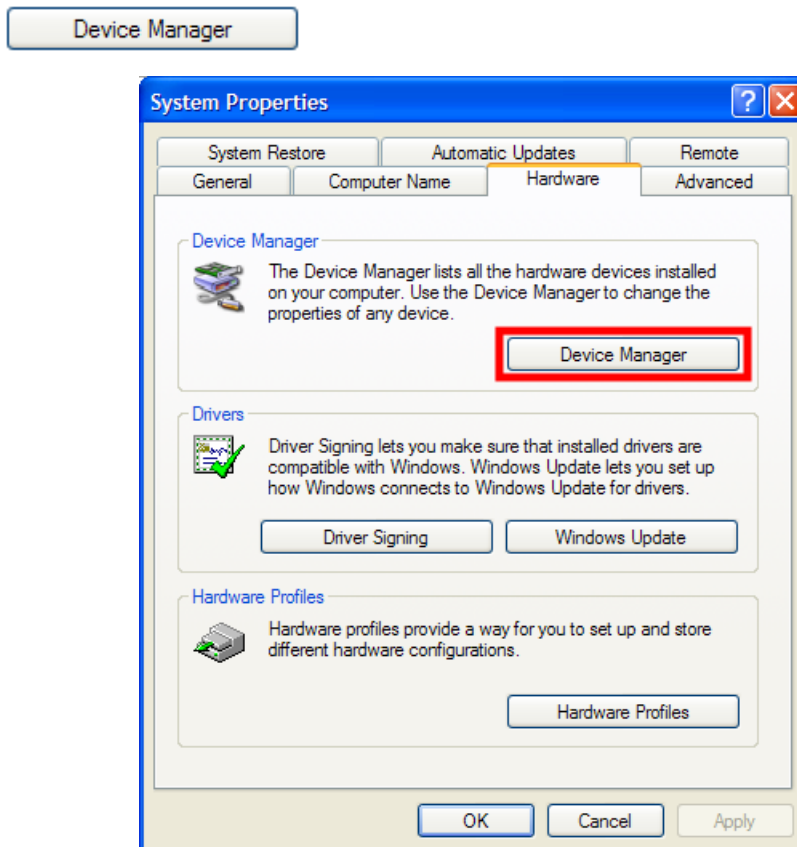 Device Manager
System Properties
System Restore Automatic Updates Remote
General Computer Name Hardware Advanced
Device Manager
The Device Manager lists all the hardware devices installed
on your computer. Use the Device Manager to change the
properties of any device.
Device Manager
Drivers
Driver Signing lets you make sure that installed drivers are
compatible with Windows. Windows Update lets you set up
how Windows connects to Windows Update for drivers.
Driver Signing Windows Update
Hardware Profiles
Hardware profiles provide a way for you to set up and store
different hardware configurations.
Hardware Profiles
OK Cancel Apply